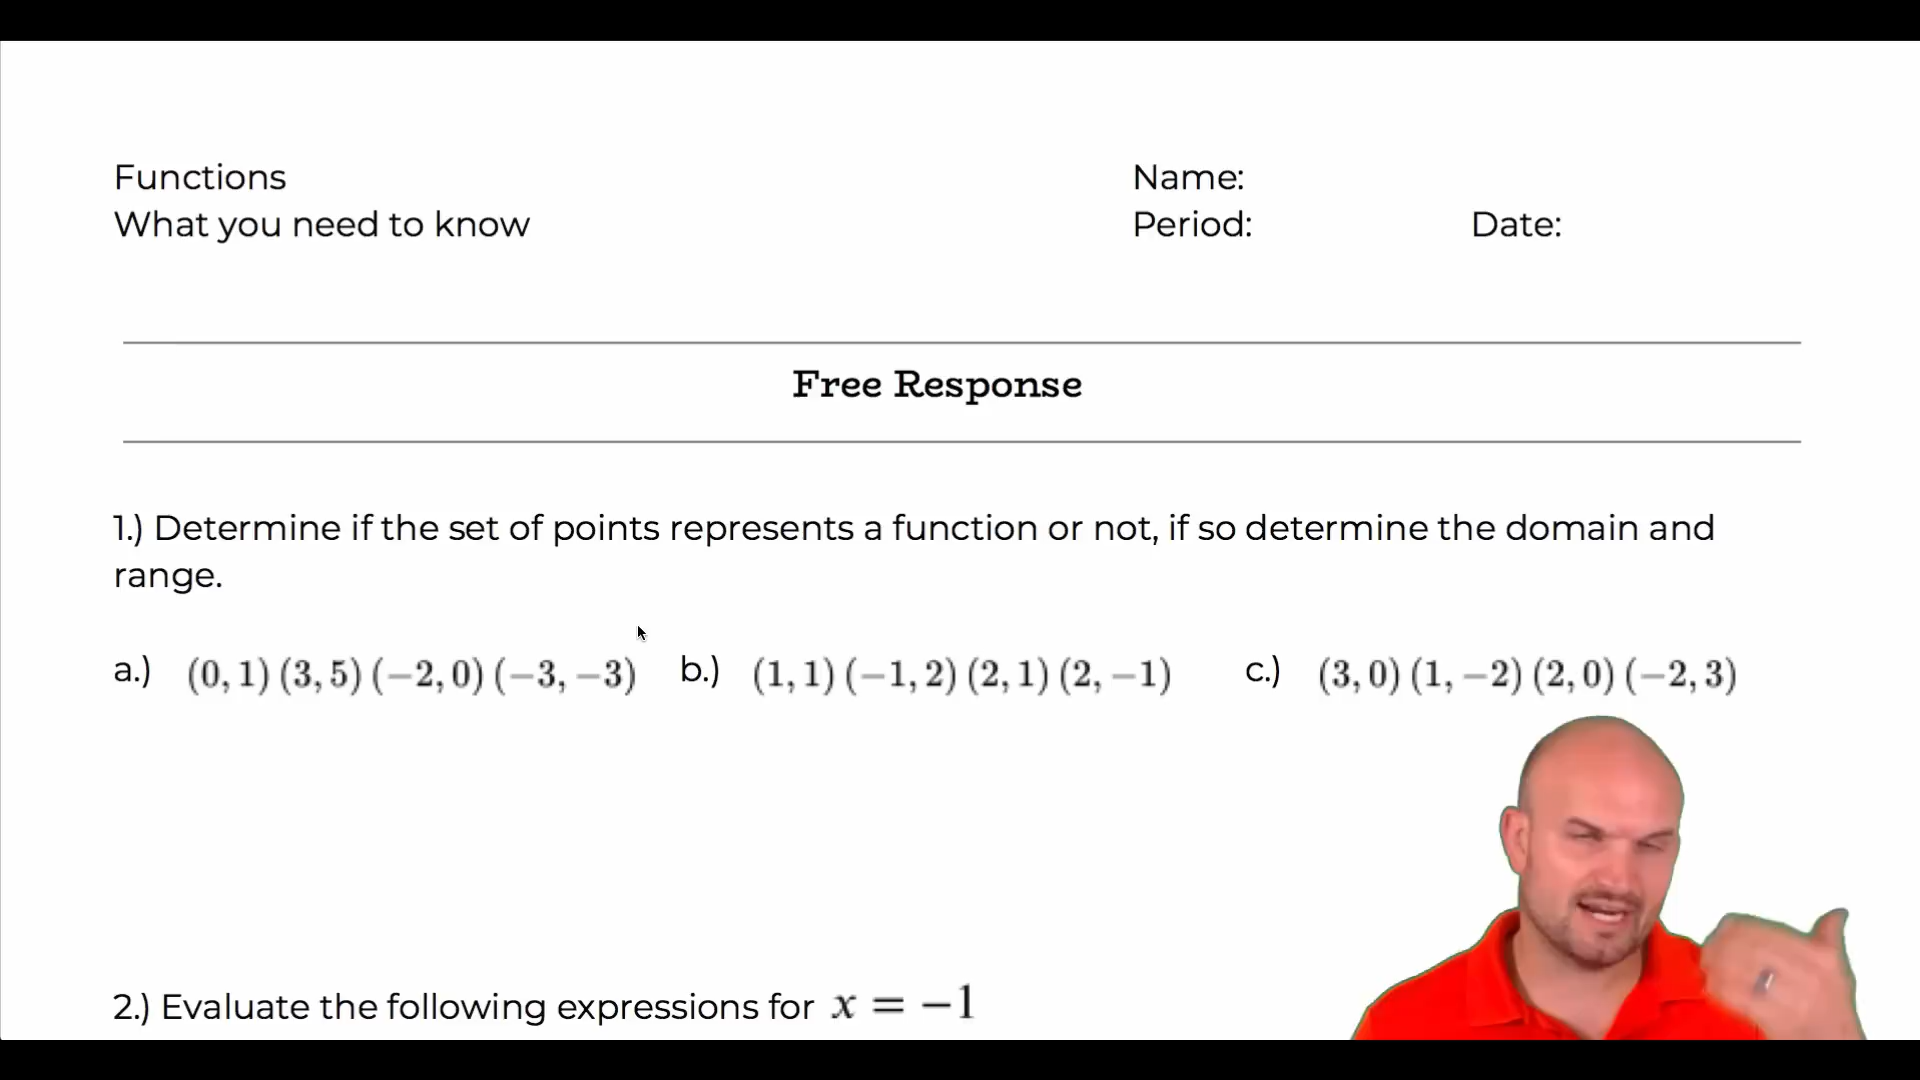 Functions
Name:
What you need to know
Period:
Date:
Free Response
1.) Determine if the set of points represents a function or not, if so determine the domain and
range.
a.) (0, 1) (3, 5) (−2, 0) (−3, −3) b.) (1, 1) (−1, 2) (2, 1) (2, −1) c.) (3, 0) (1, −2) (2, 0) (−2, 3)
2.) Evaluate the following expressions for x = −1